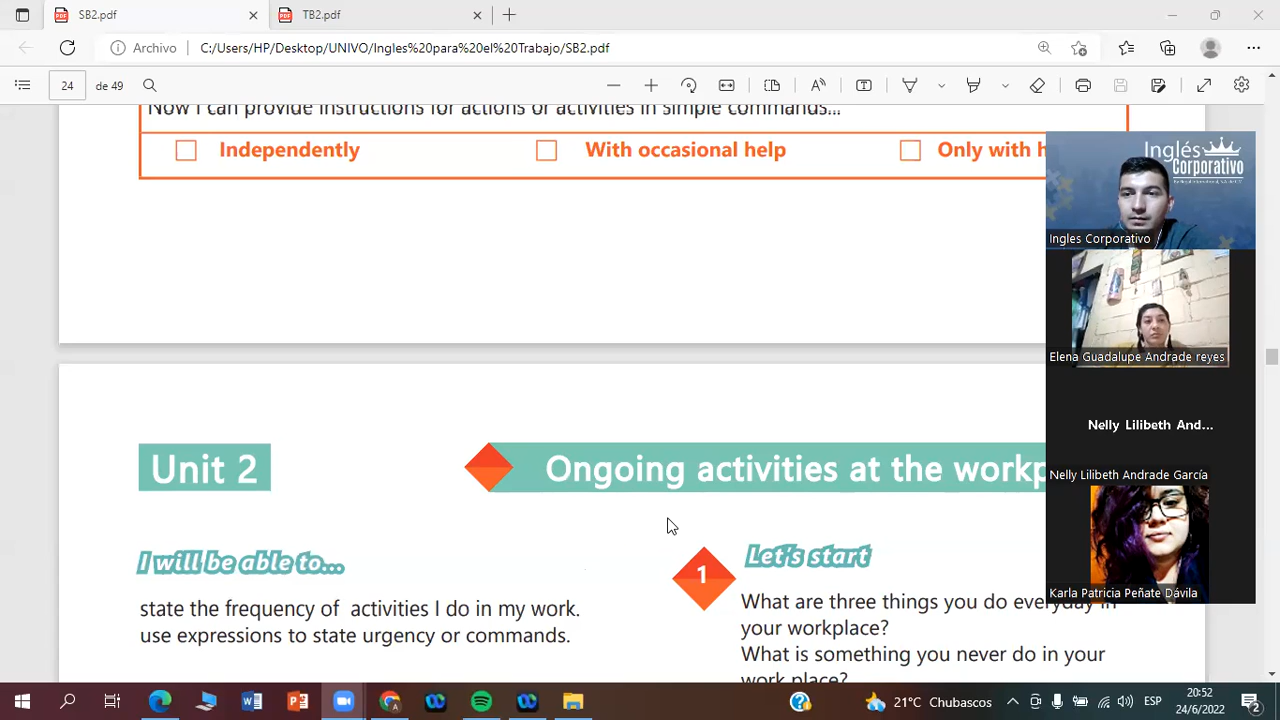 SB2.pdf
TB2.pdf
Archivo
C:/Users/HP/Desktop/UNIVO/Ingles%20para%20el%20Trabajo/SB2.pdf
24
de 49
Now I can provide instructions for actions or activities in simple commands...
Independently
With occasional help
Only with h
Inglés
Corporativo
Ingles Corporativo
Elena Guadalupe Andrade reyes
Nelly Lilibeth And...
Nelly Lilibeth Andrade García
Karla Patricia Peñate Dávila
Unit 2
Ongoing activities at the workp
I will be able to...
state the frequency of activities I do in my work.
use expressions to state urgency or commands.
1
Let's start
What are three things you do everyday in
your workplace?
What is something you never do in your
work place?
21°C Chubascos
ESP
20:52
24/6/2022
2